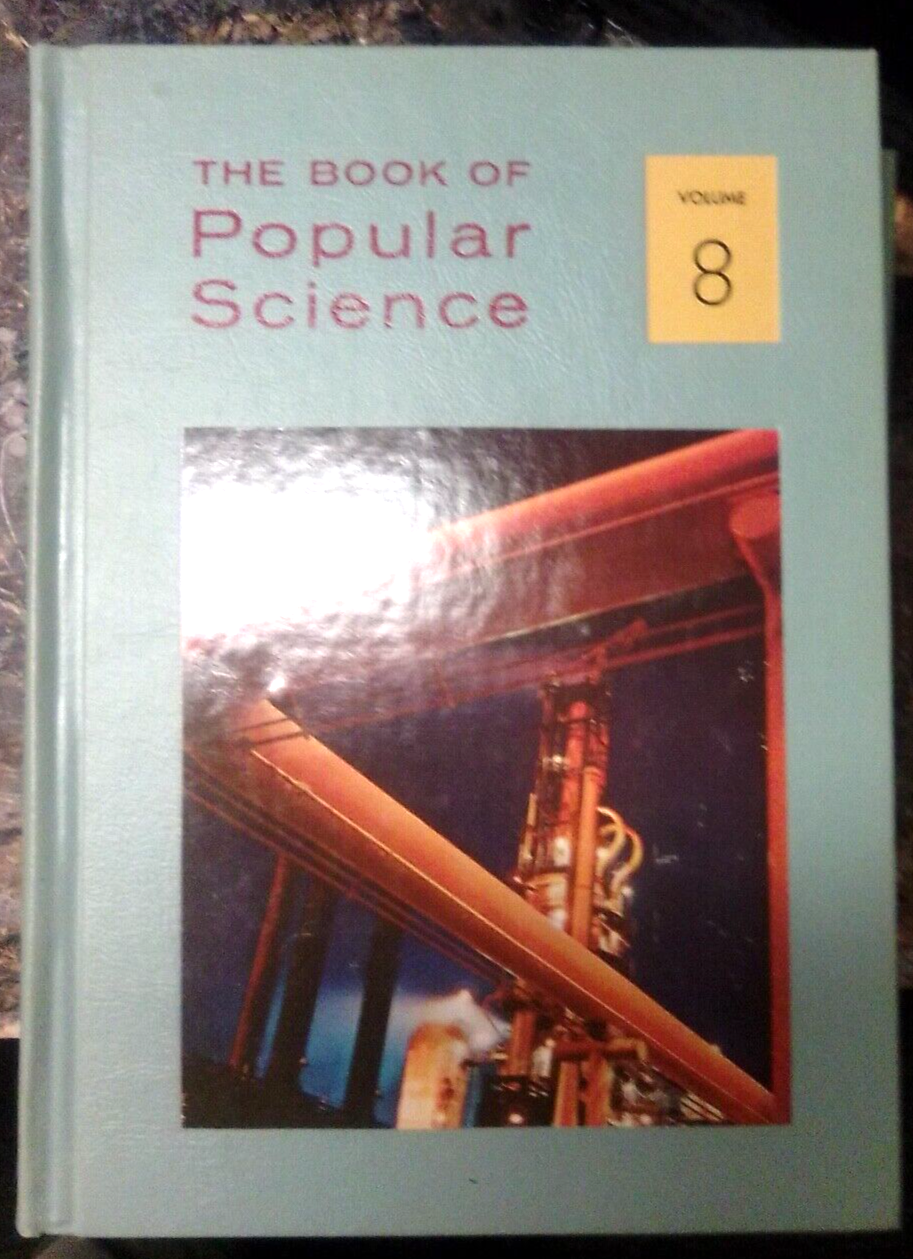 THE BOOK OF
Popular
Science
VOLUME
8